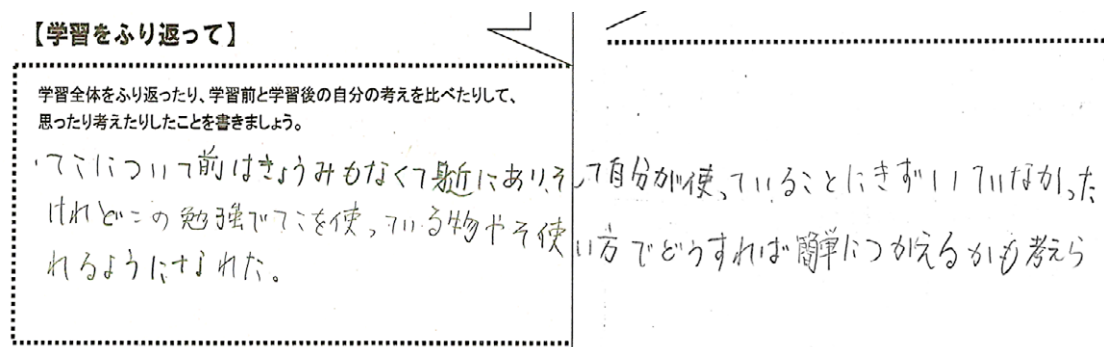 【学習をふり返って】
学習全体をふり返ったり、学習前と学習後の自分の考えを比べたりして、
思ったり考えたりしたことを書きましょう。
・てこについて前はきょうみもなくて身近にあり、そして自分が使っていることにきずいていなかった
けれどこの勉強でてこを使っている物やそ使い方でどうすれば簡単につかえるかも考えら
れるようになれた。